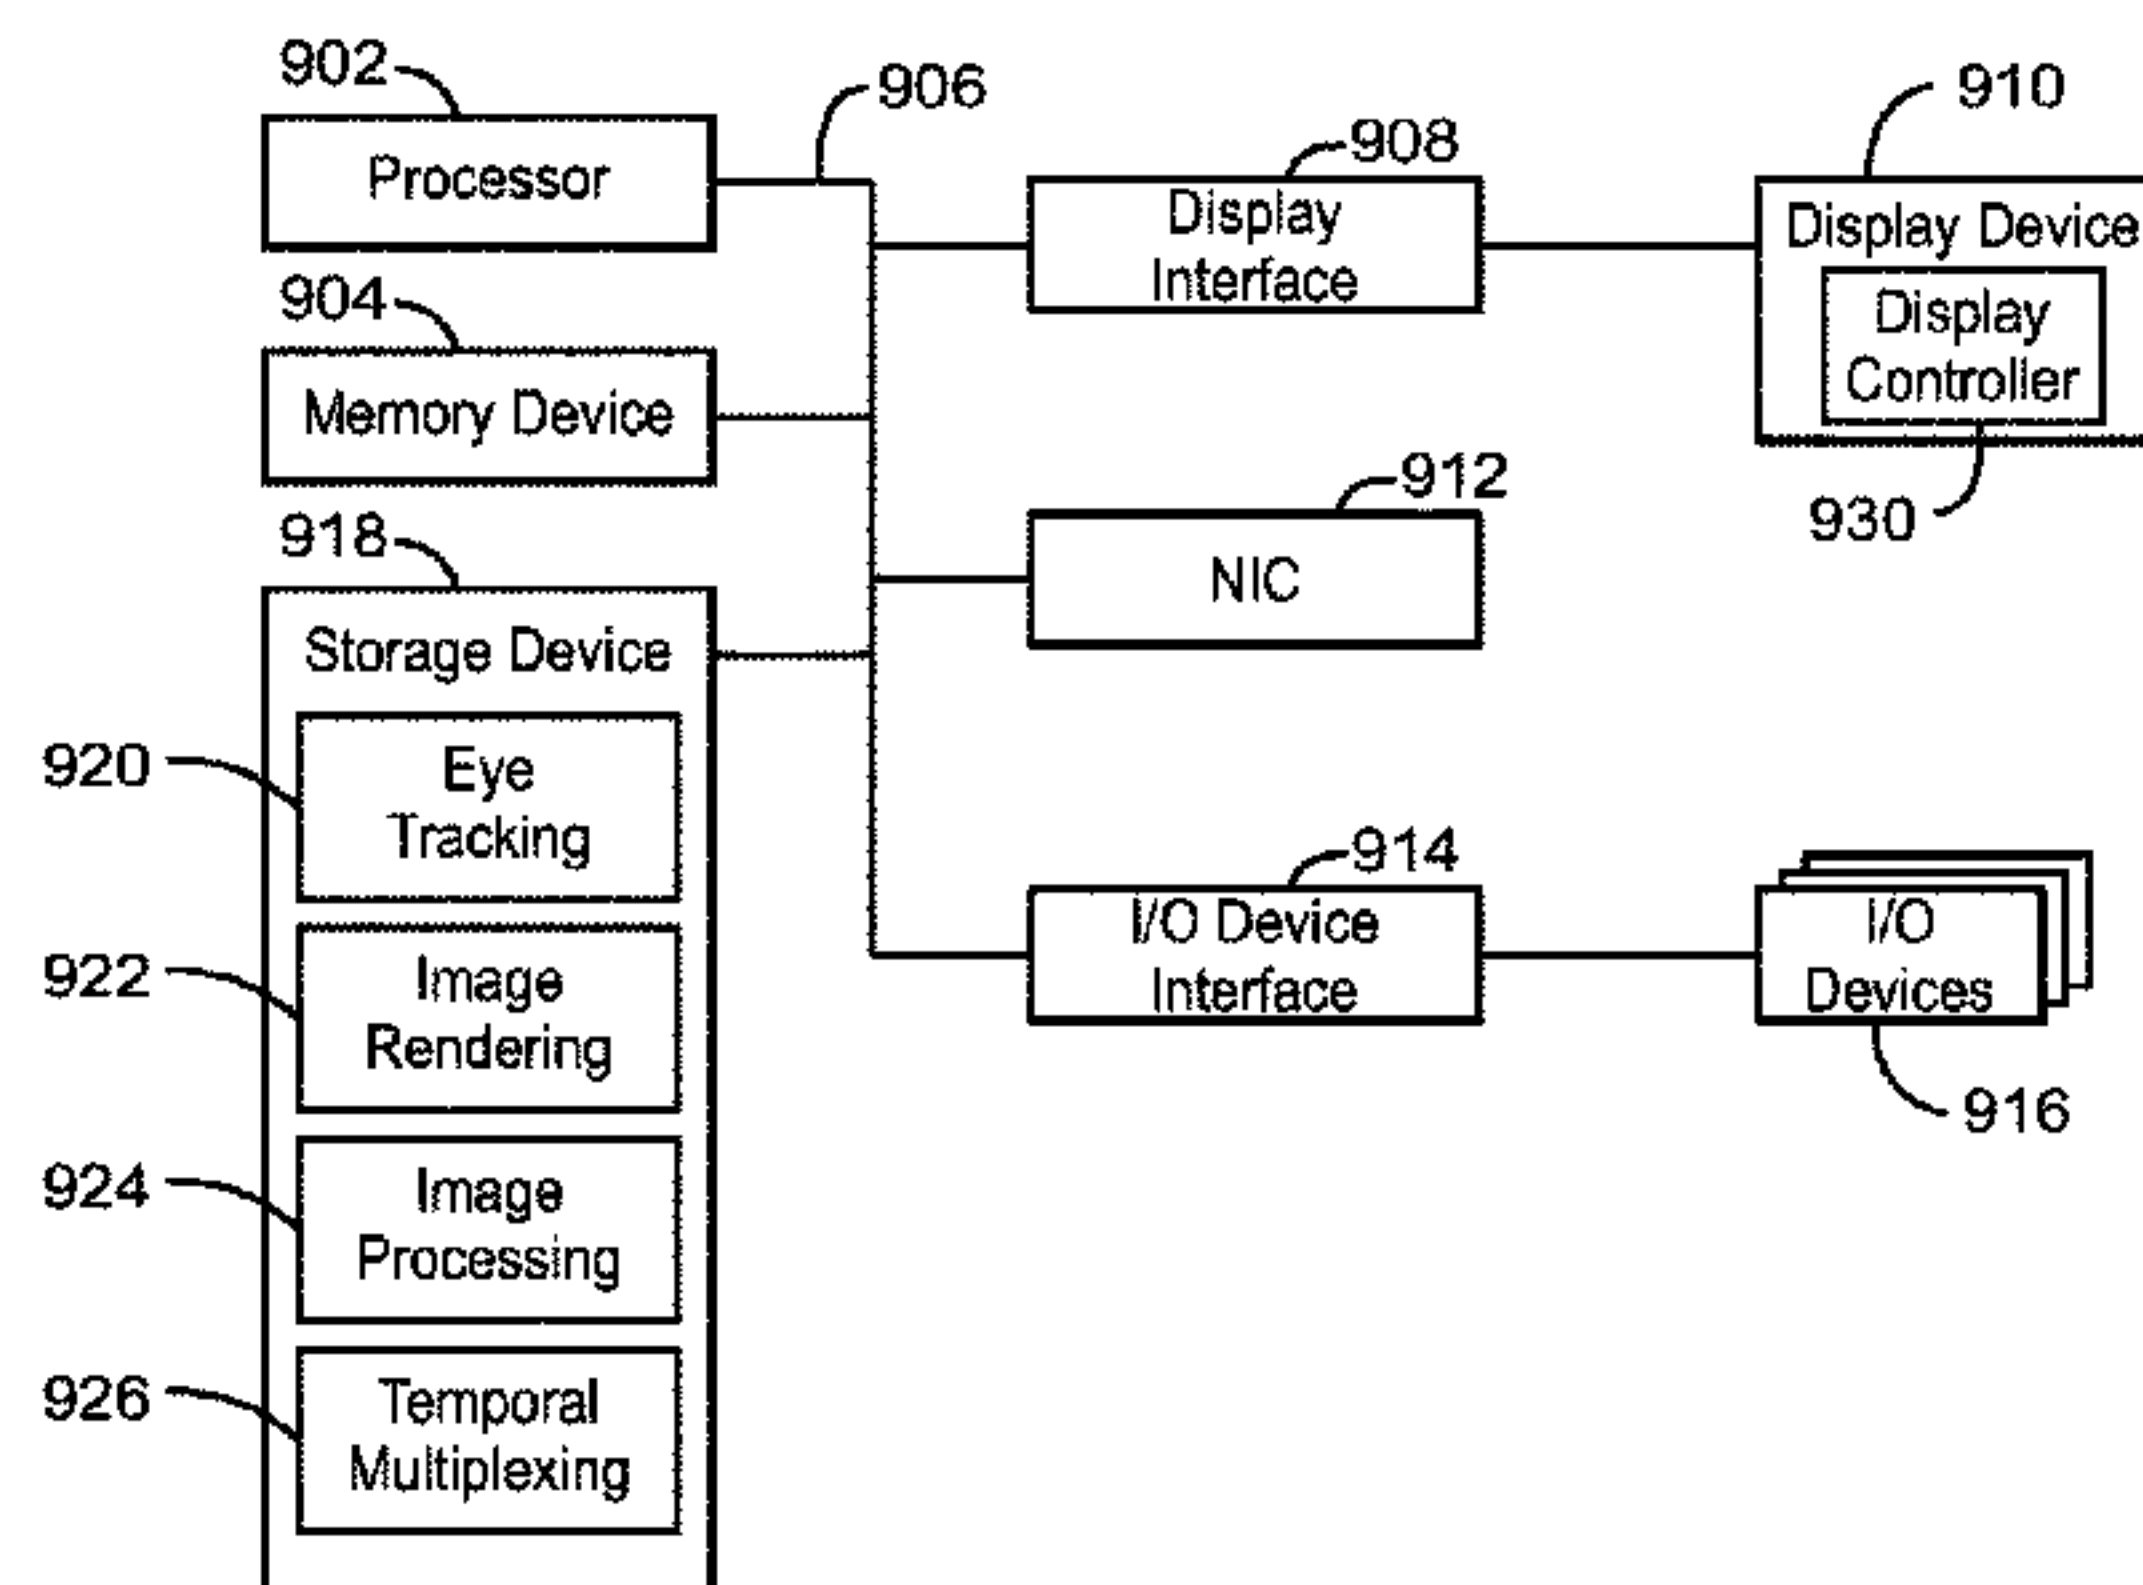 902
906
910
908
Processor
Display
Interface
Display Device
Display
Controller
904
Memory Device
912
930
918
NIC
Storage Device
920
Eye
Tracking
914
I/O Device
Interface
I/O
Devices
922
Image
Rendering
916
924
Image
Processing
926
Temporal
Multiplexing